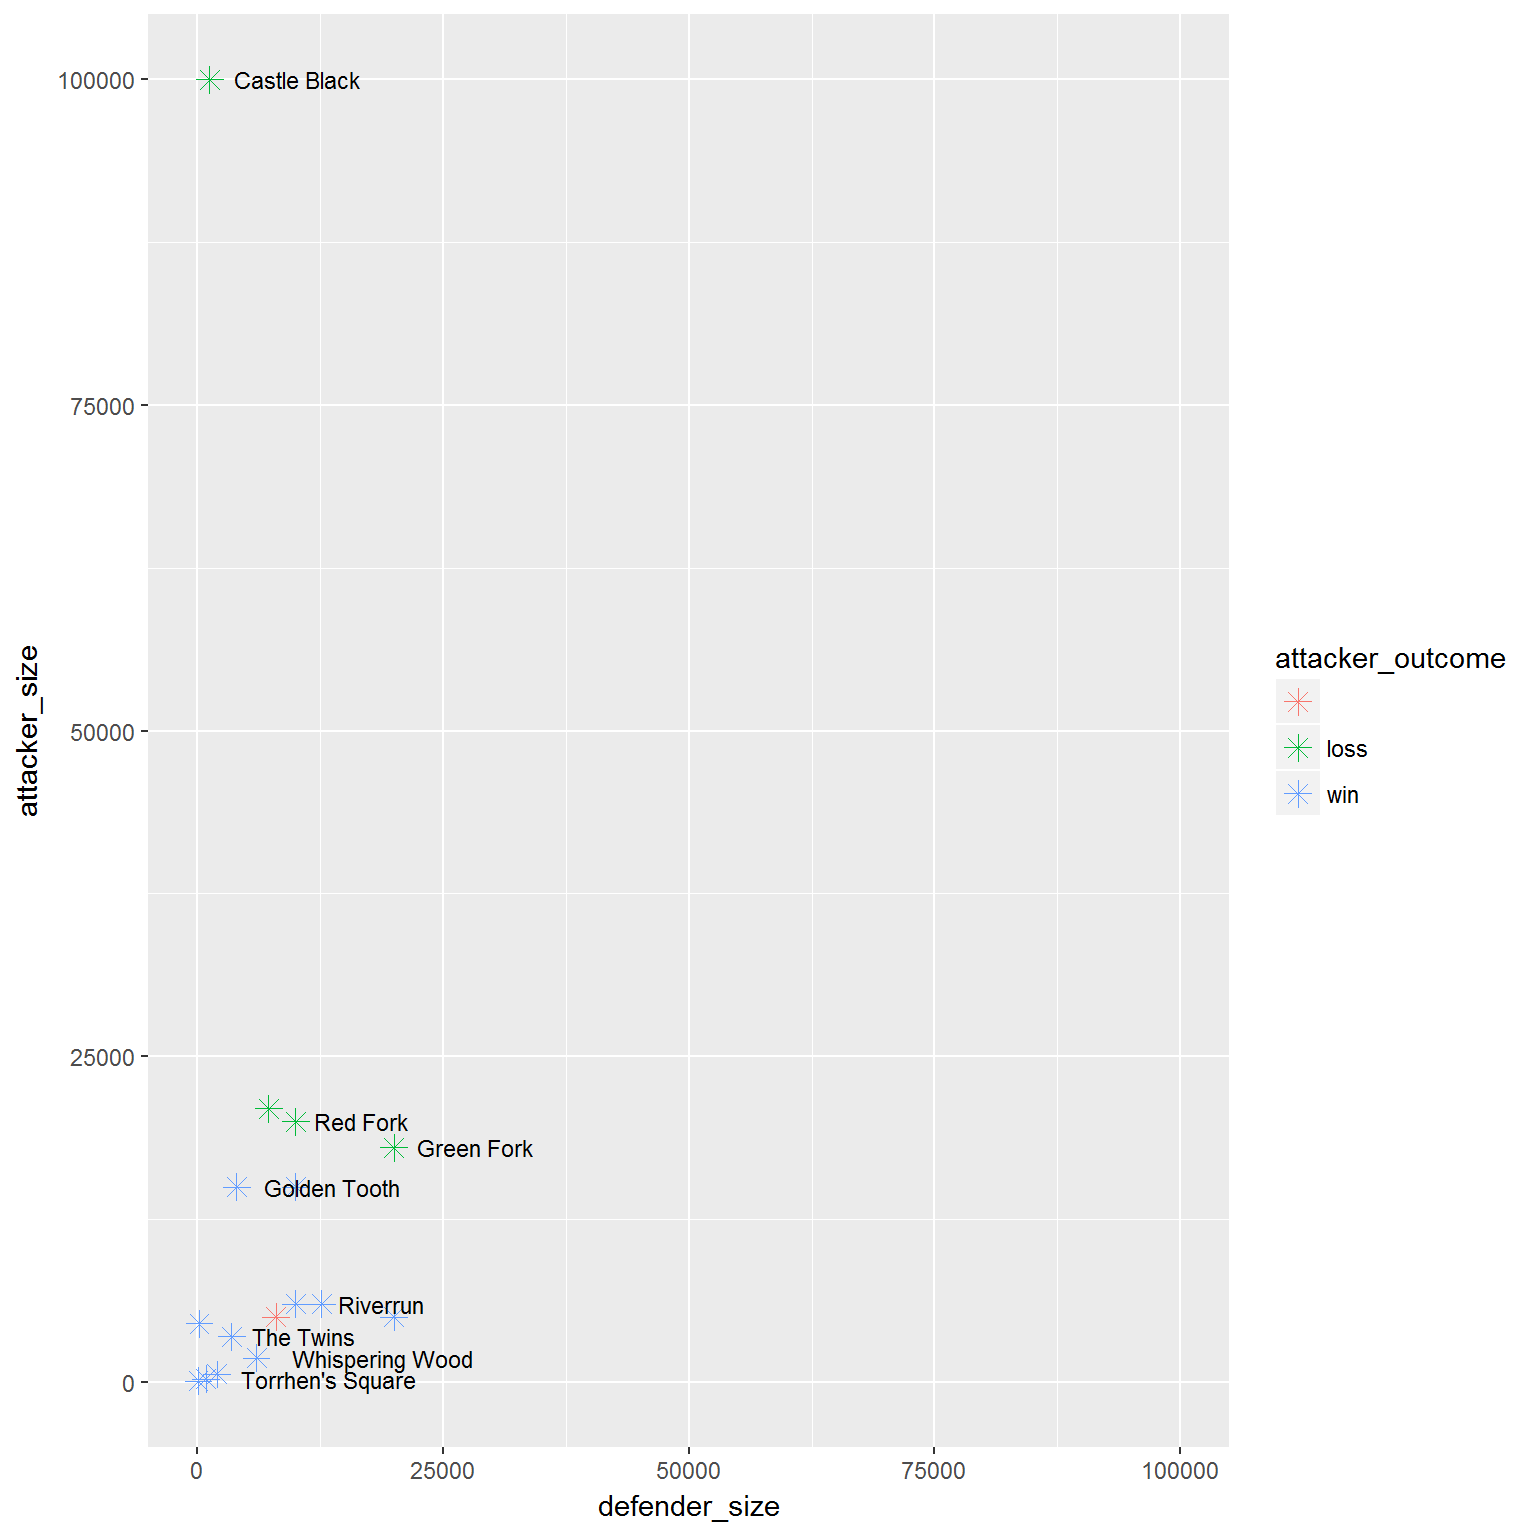 100000
75000
50000
25000
0
attacker_size
Castle Black
Red Fork
Green Fork
Golden Tooth
Riverrun
The Twins
Whispering Wood
Torrhen's Square
0
25000
50000
75000
100000
defender_size
attacker_outcome
loss
win